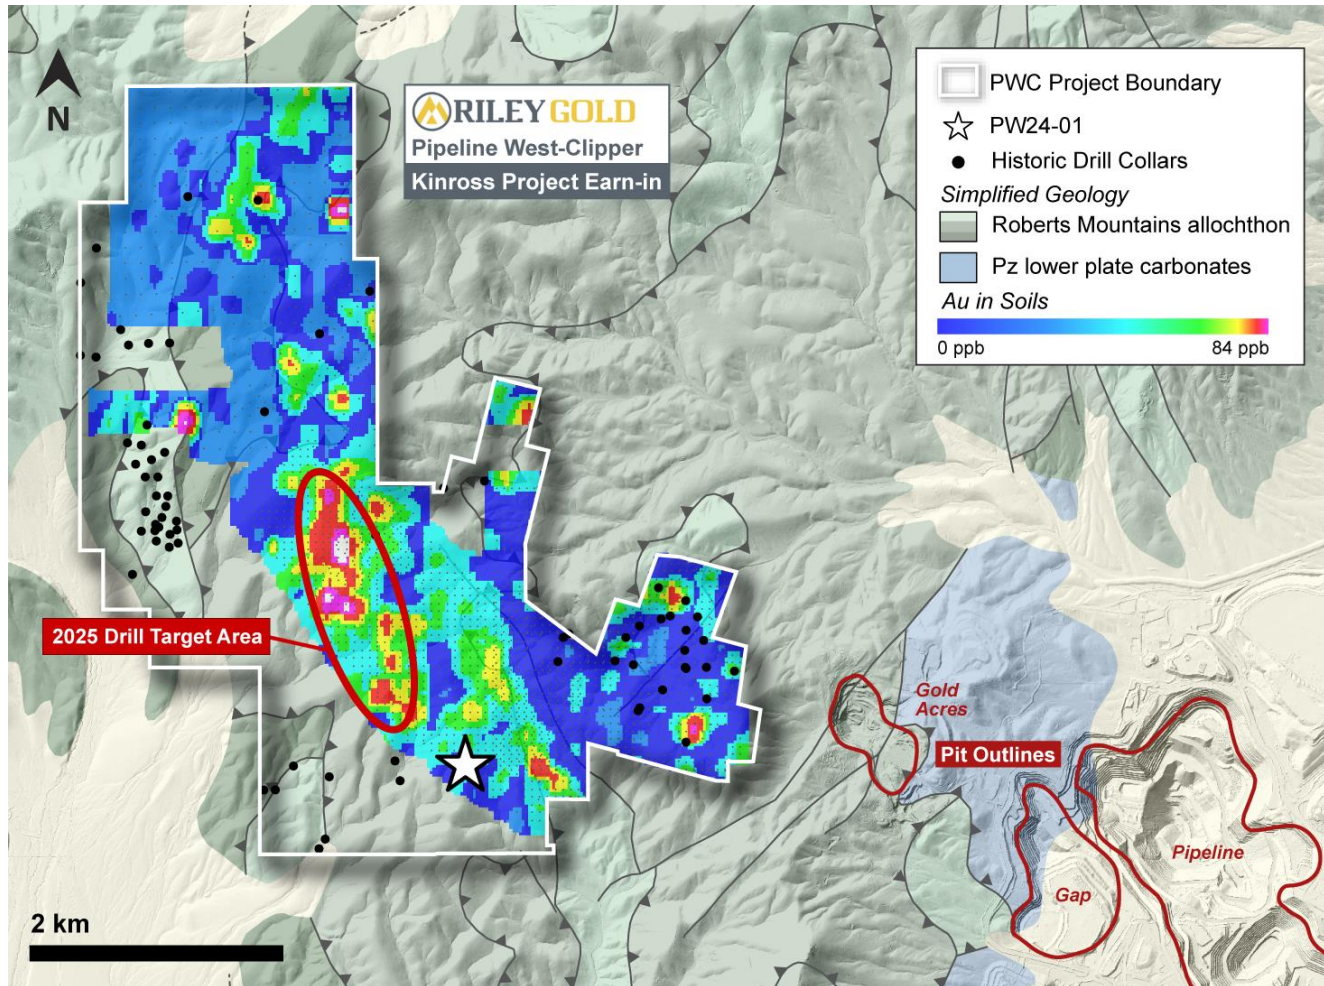 N
RILEY GOLD
Pipeline West-Clipper
Kinross Project Earn-in
PWC Project Boundary
PW24-01
Historic Drill Collars
Simplified Geology
Roberts Mountains allochthon
Pz lower plate carbonates
Au in Soils
0 ppb 84 ppb
2025 Drill Target Area
Gold
Acres
Pit Outlines
Pipeline
Gap
2 km